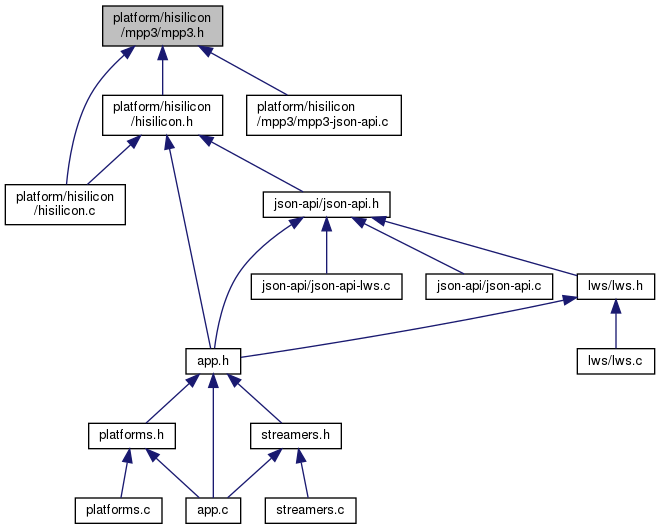 platform/hisilicon
/mpp3/mpp3.h
platform/hisilicon
/hisilicon.h
platform/hisilicon
/mpp3/mpp3-json-api.c
platform/hisilicon
/hisilicon.c
json-api/json-api.h
json-api/json-api-lws.c
json-api/json-api.c
lws/lws.h
app.h
lws/lws.c
platforms.h
streamers.h
platforms.c
app.c
streamers.c